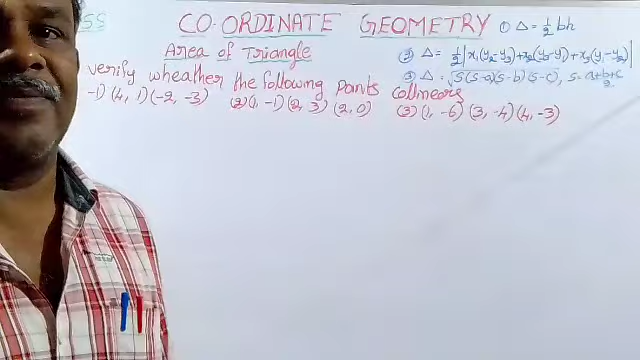 SS CO-ORDINATE GEOMETRY ① Δ = ½ bh
Area of Triangle ② Δ = ½ |x₁(y₂-y₃)+x₂(y₃-y₁)+x₃(y₁-y₂)|
③ Δ = √s(s-a)(s-b)(s-c), s = a+b+c/2
verify wheather the following points collinears
-1) (4, 1) (-2, -3) (2) (1, -1) (2, 3) (2, 0) (3) (1, -6) (3, -4) (4, -3)